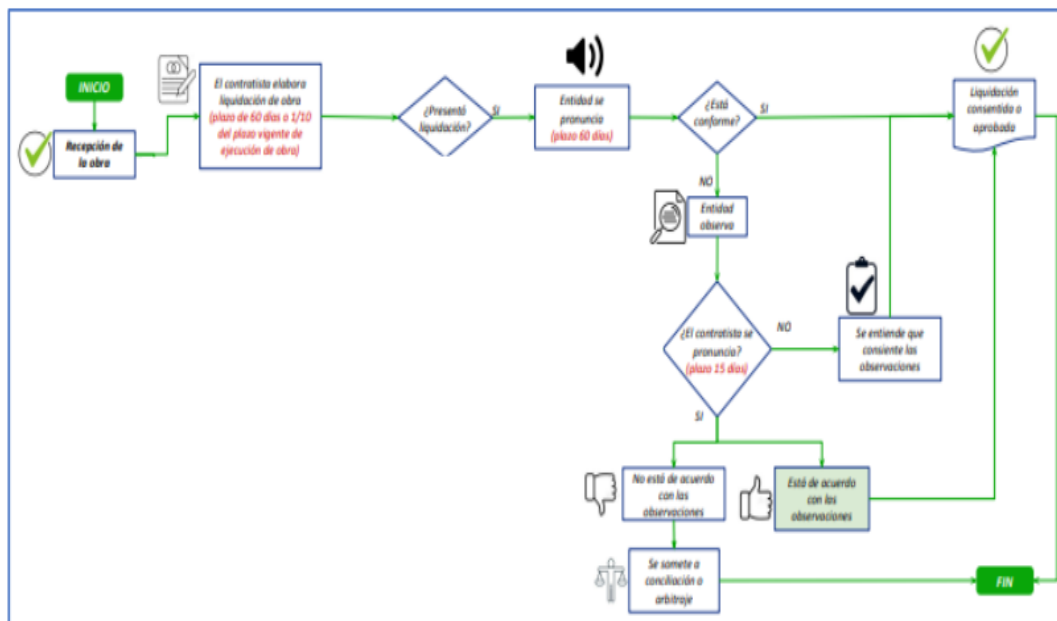 INICIO
Recepción de
la obra
El contratista elabora
liquidación de obra
(plazo de 60 días o 1/10
del plazo vigente de
ejecución de obra)
¿Presentó
liquidación?
SI
Entidad se
pronuncia
(plazo 60 días)
¿Está
conforme?
SI
Liquidación
consentida o
aprobada
NO
Entidad
observa
¿El contratista se
pronuncia?
(plazo 15 días)
NO
Se entiende que
consiente las
observaciones
SI
No está de acuerdo
con las
observaciones
Está de acuerdo
con las
observaciones
Se somete a
conciliación o
arbitraje
FIN